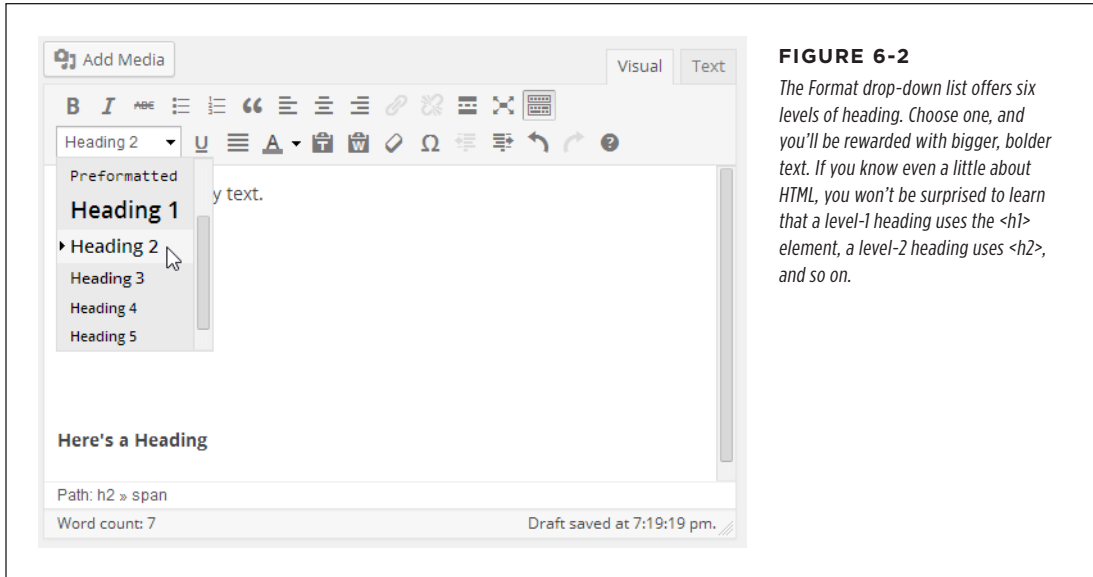 Add Media
Visual
Text
B I ABE
Heading 2
U A T W Ω ?
Preformatted
Heading 1
Heading 2
Heading 3
Heading 4
Heading 5
y text.
Here's a Heading
Path: h2 » span
Word count: 7
Draft saved at 7:19:19 pm.
FIGURE 6-2
The Format drop-down list offers six
levels of heading. Choose one, and
you'll be rewarded with bigger, bolder
text. If you know even a little about
HTML, you won't be surprised to learn
that a level-1 heading uses the <h1>
element, a level-2 heading uses <h2>,
and so on.